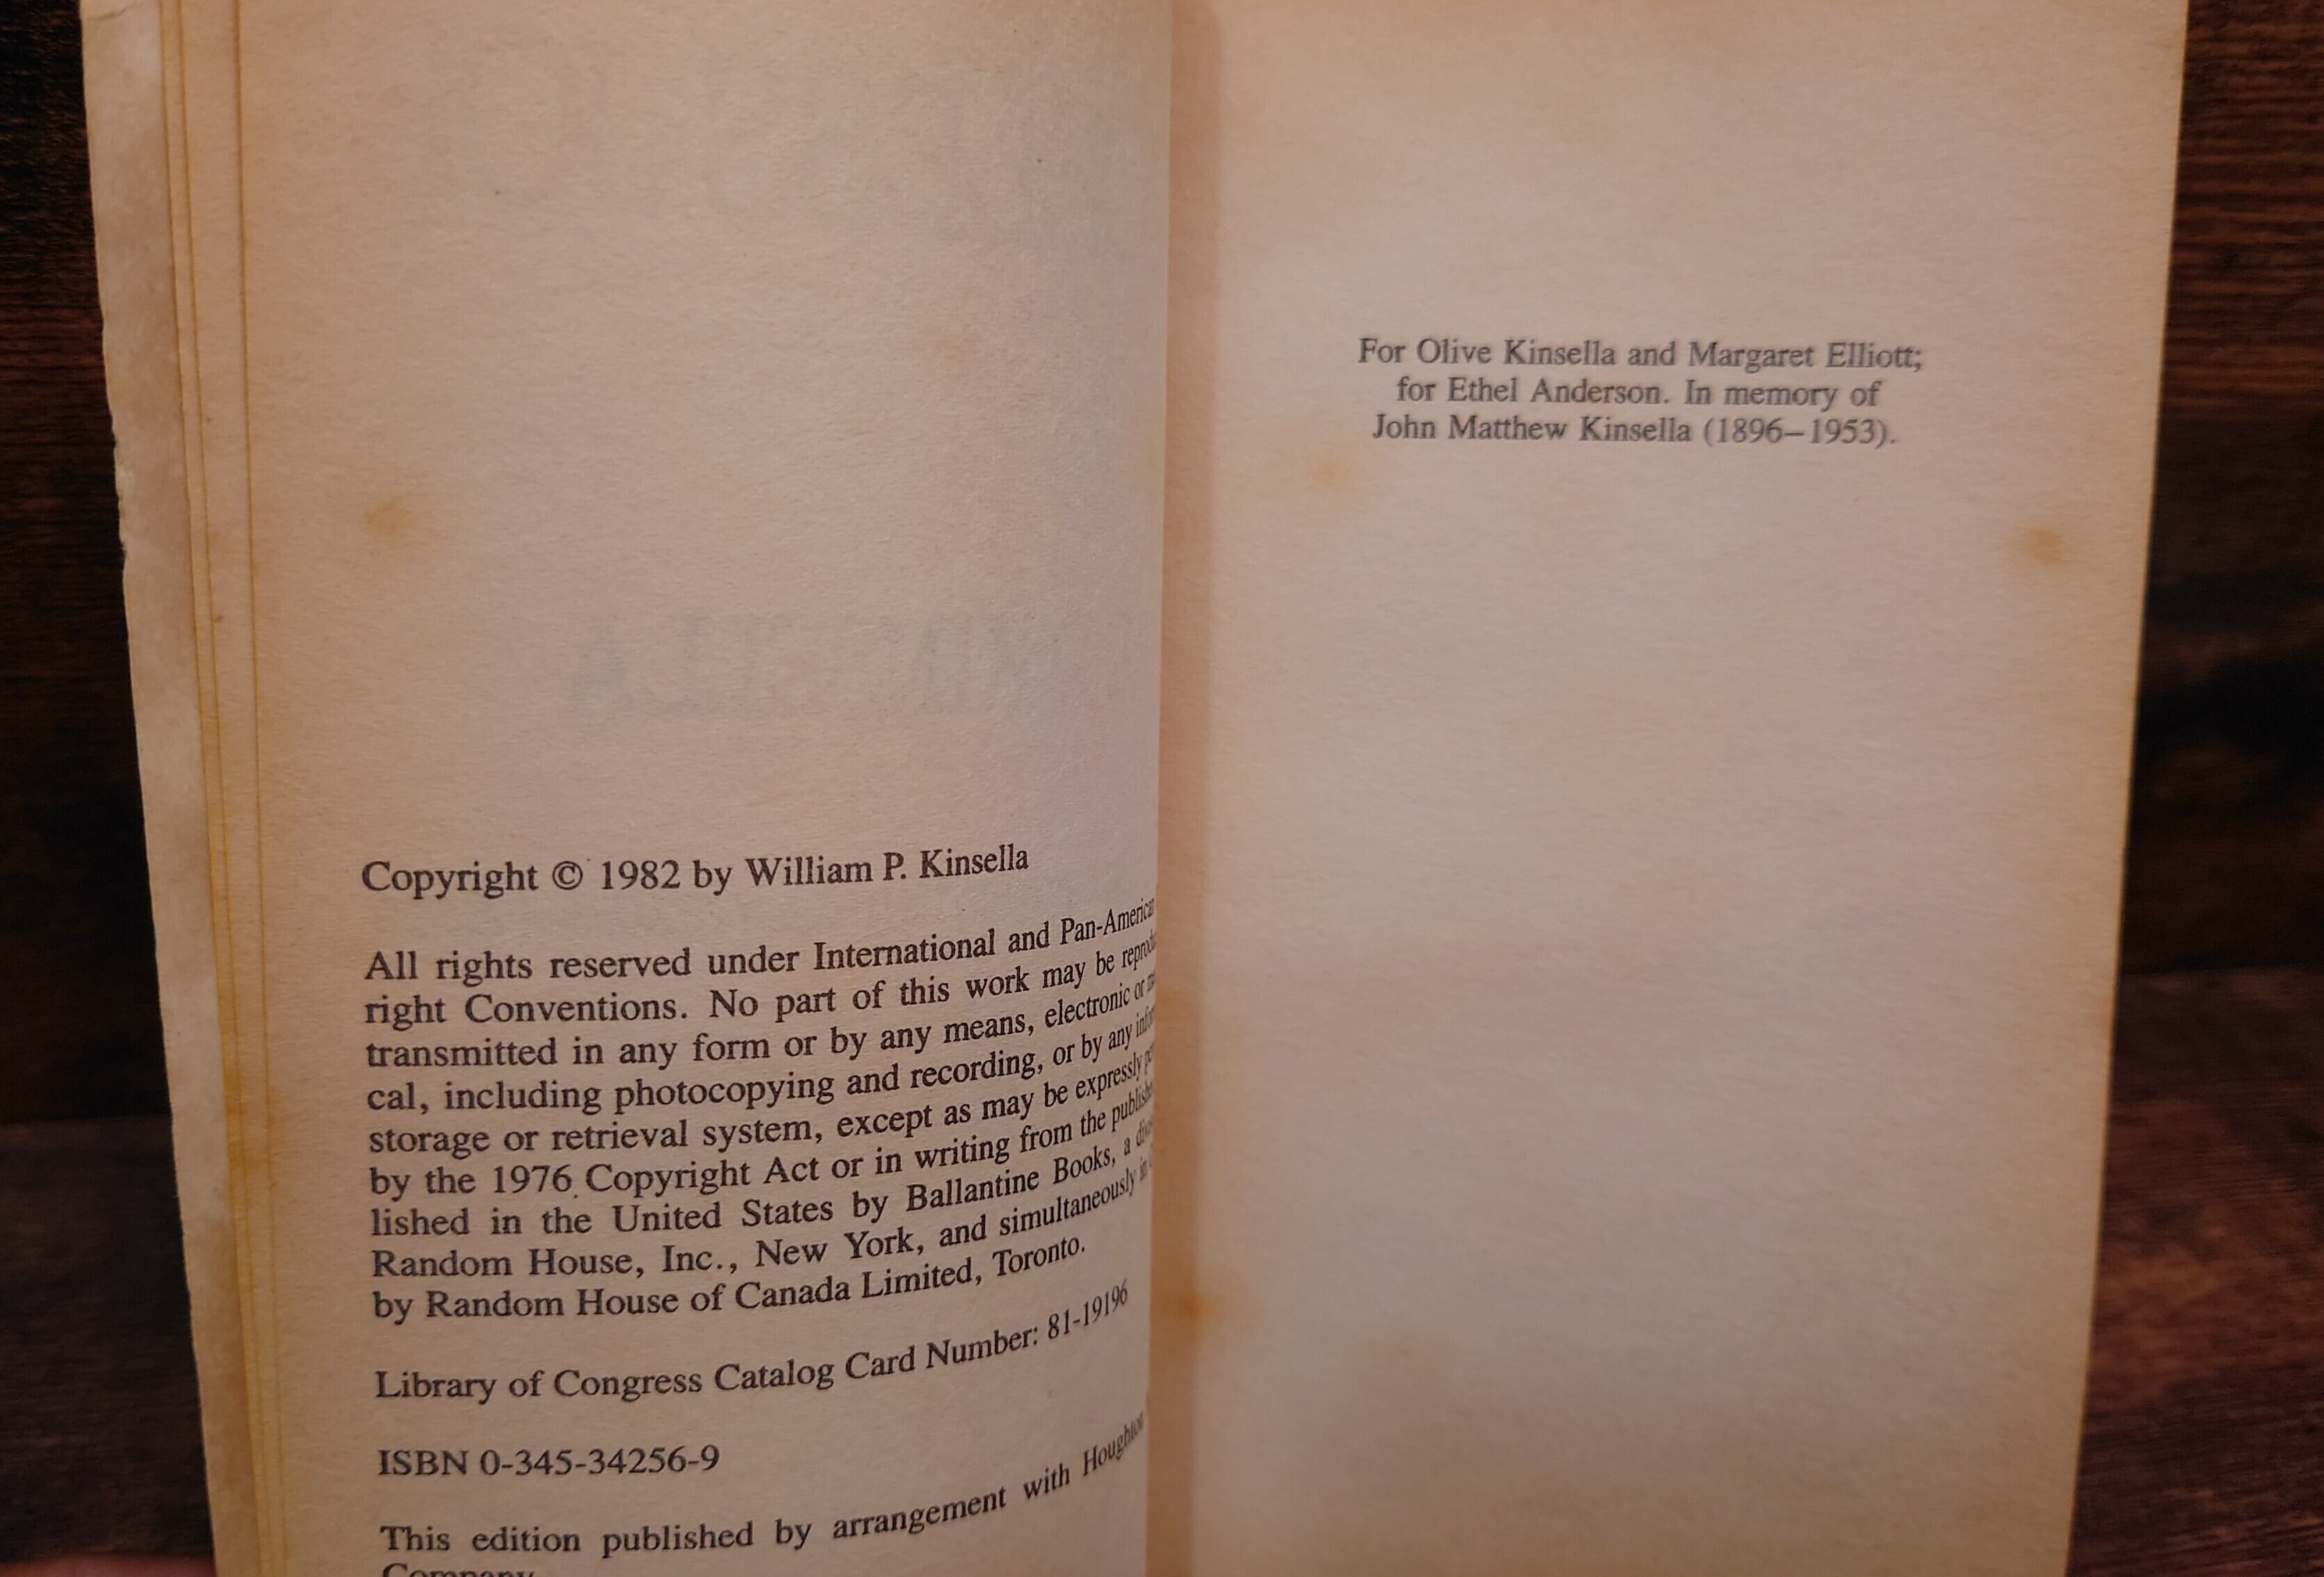 Copyright © 1982 by William P. Kinsella
All rights reserved under International and Pan-American
right Conventions. No part of this work may be
transmitted in any form or by any means, electronic or
cal, including photocopying and recording, or by any
storage or retrieval system, except as may be expressly
by the 1976 Copyright Act or in writing from the
lished in the United States by Ballantine Books, a
Random House, Inc., New York, and simultaneously in
by Random House of Canada Limited, Toronto.
Library of Congress Catalog Card Number: 81-19196
ISBN 0-345-34256-9
This edition published by arrangement with Houghton
Company
For Olive Kinsella and Margaret Elliott;
for Ethel Anderson. In memory of
John Matthew Kinsella (1896–1953).